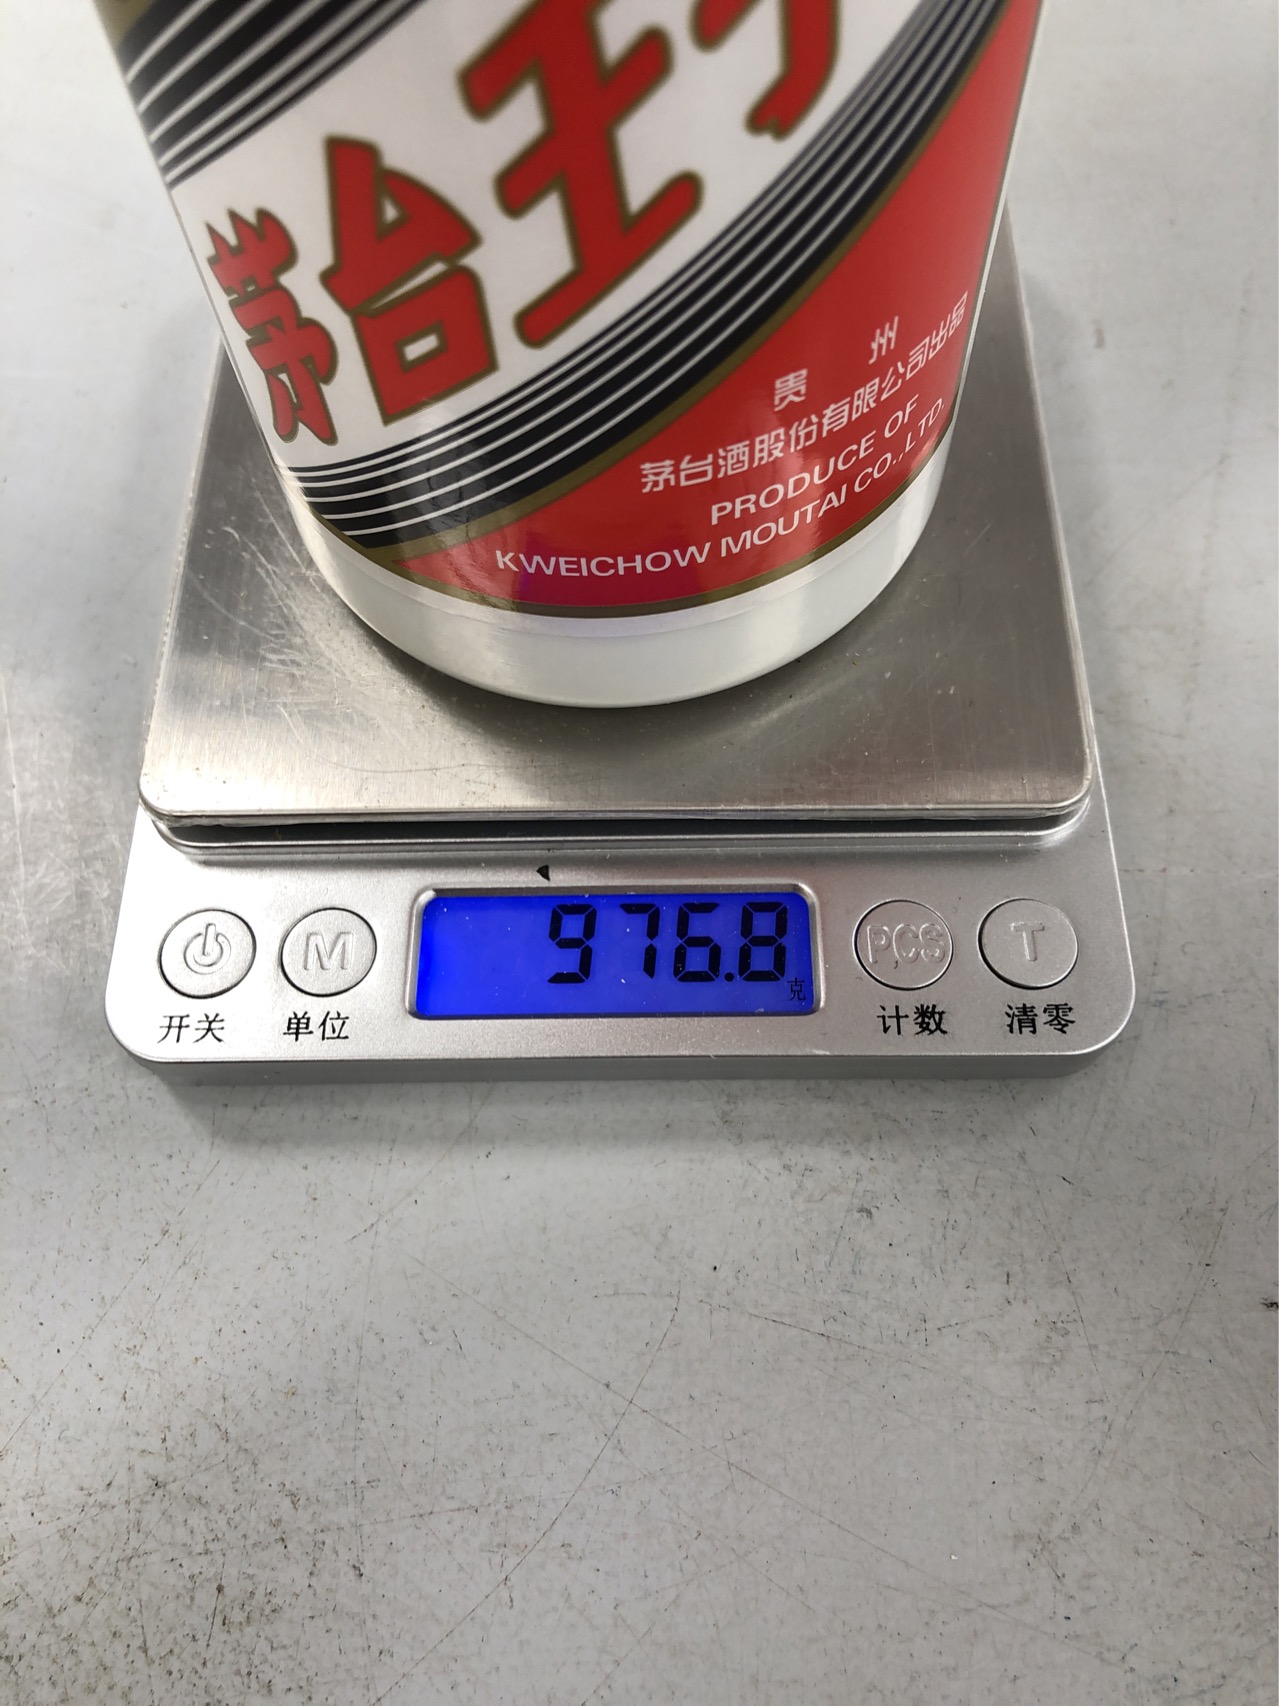 茅台王子
贵州
茅台酒股份有限公司出品
PRODUCE OF
KWEICHOW MOUTAI CO.,LTD.
976.8
克
M
PCS
T
开关
单位
计数
清零